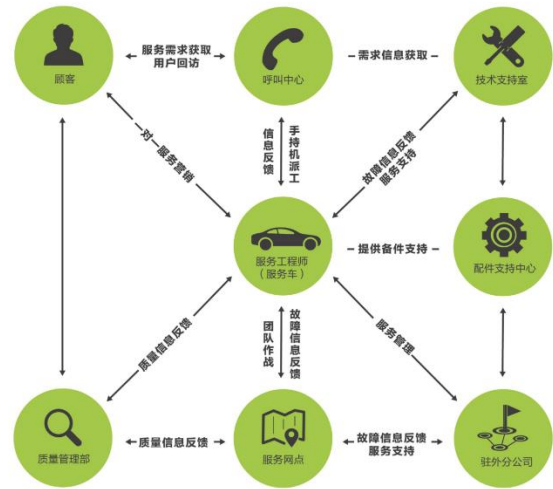 顾客
服务需求获取
用户回访
呼叫中心
需求信息获取
技术支持室
一对一服务营销
信息反馈
手持机派工
故障信息反馈
服务支持
服务工程师
（服务车）
提供备件支持
配件支持中心
质量信息反馈
团队作战
故障信息反馈
服务管理
质量管理部
质量信息反馈
服务网点
故障信息反馈
服务支持
驻外分公司